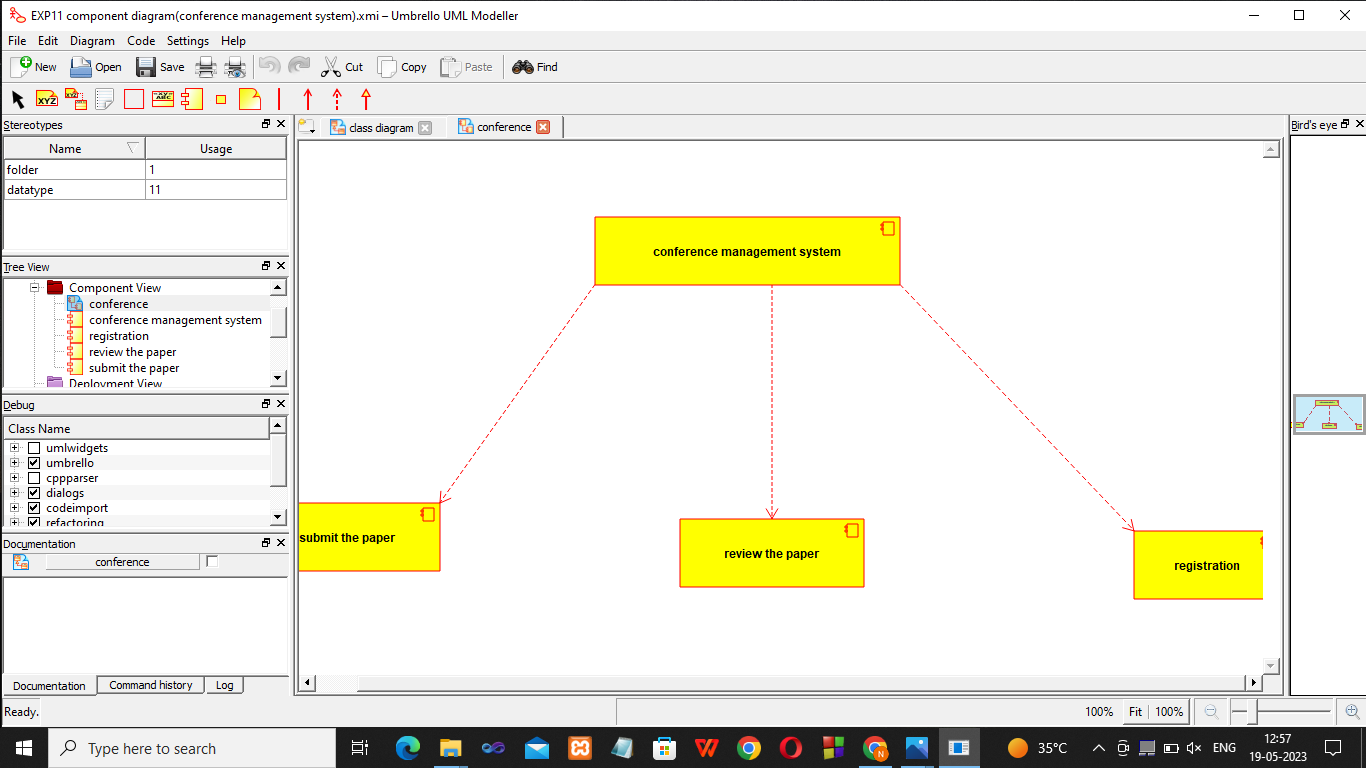 EXP11 component diagram(conference management system).xmi – Umbrello UML Modeller
File Edit Diagram Code Settings Help
New Open Save Cut Copy Paste Find
XYZ
Stereotypes
Name Usage
folder 1
datatype 11
Tree View
Component View
conference
conference management system
registration
review the paper
submit the paper
Deployment View
Debug
Class Name
umlwidgets
umbrello
cppparser
dialogs
codeimport
refactoring
Documentation
conference
Documentation Command history Log
class diagram conference
conference management system
submit the paper
review the paper
registration
Bird's eye
Ready.
100% Fit 100%
Type here to search
35°C
ENG
12:57
19-05-2023